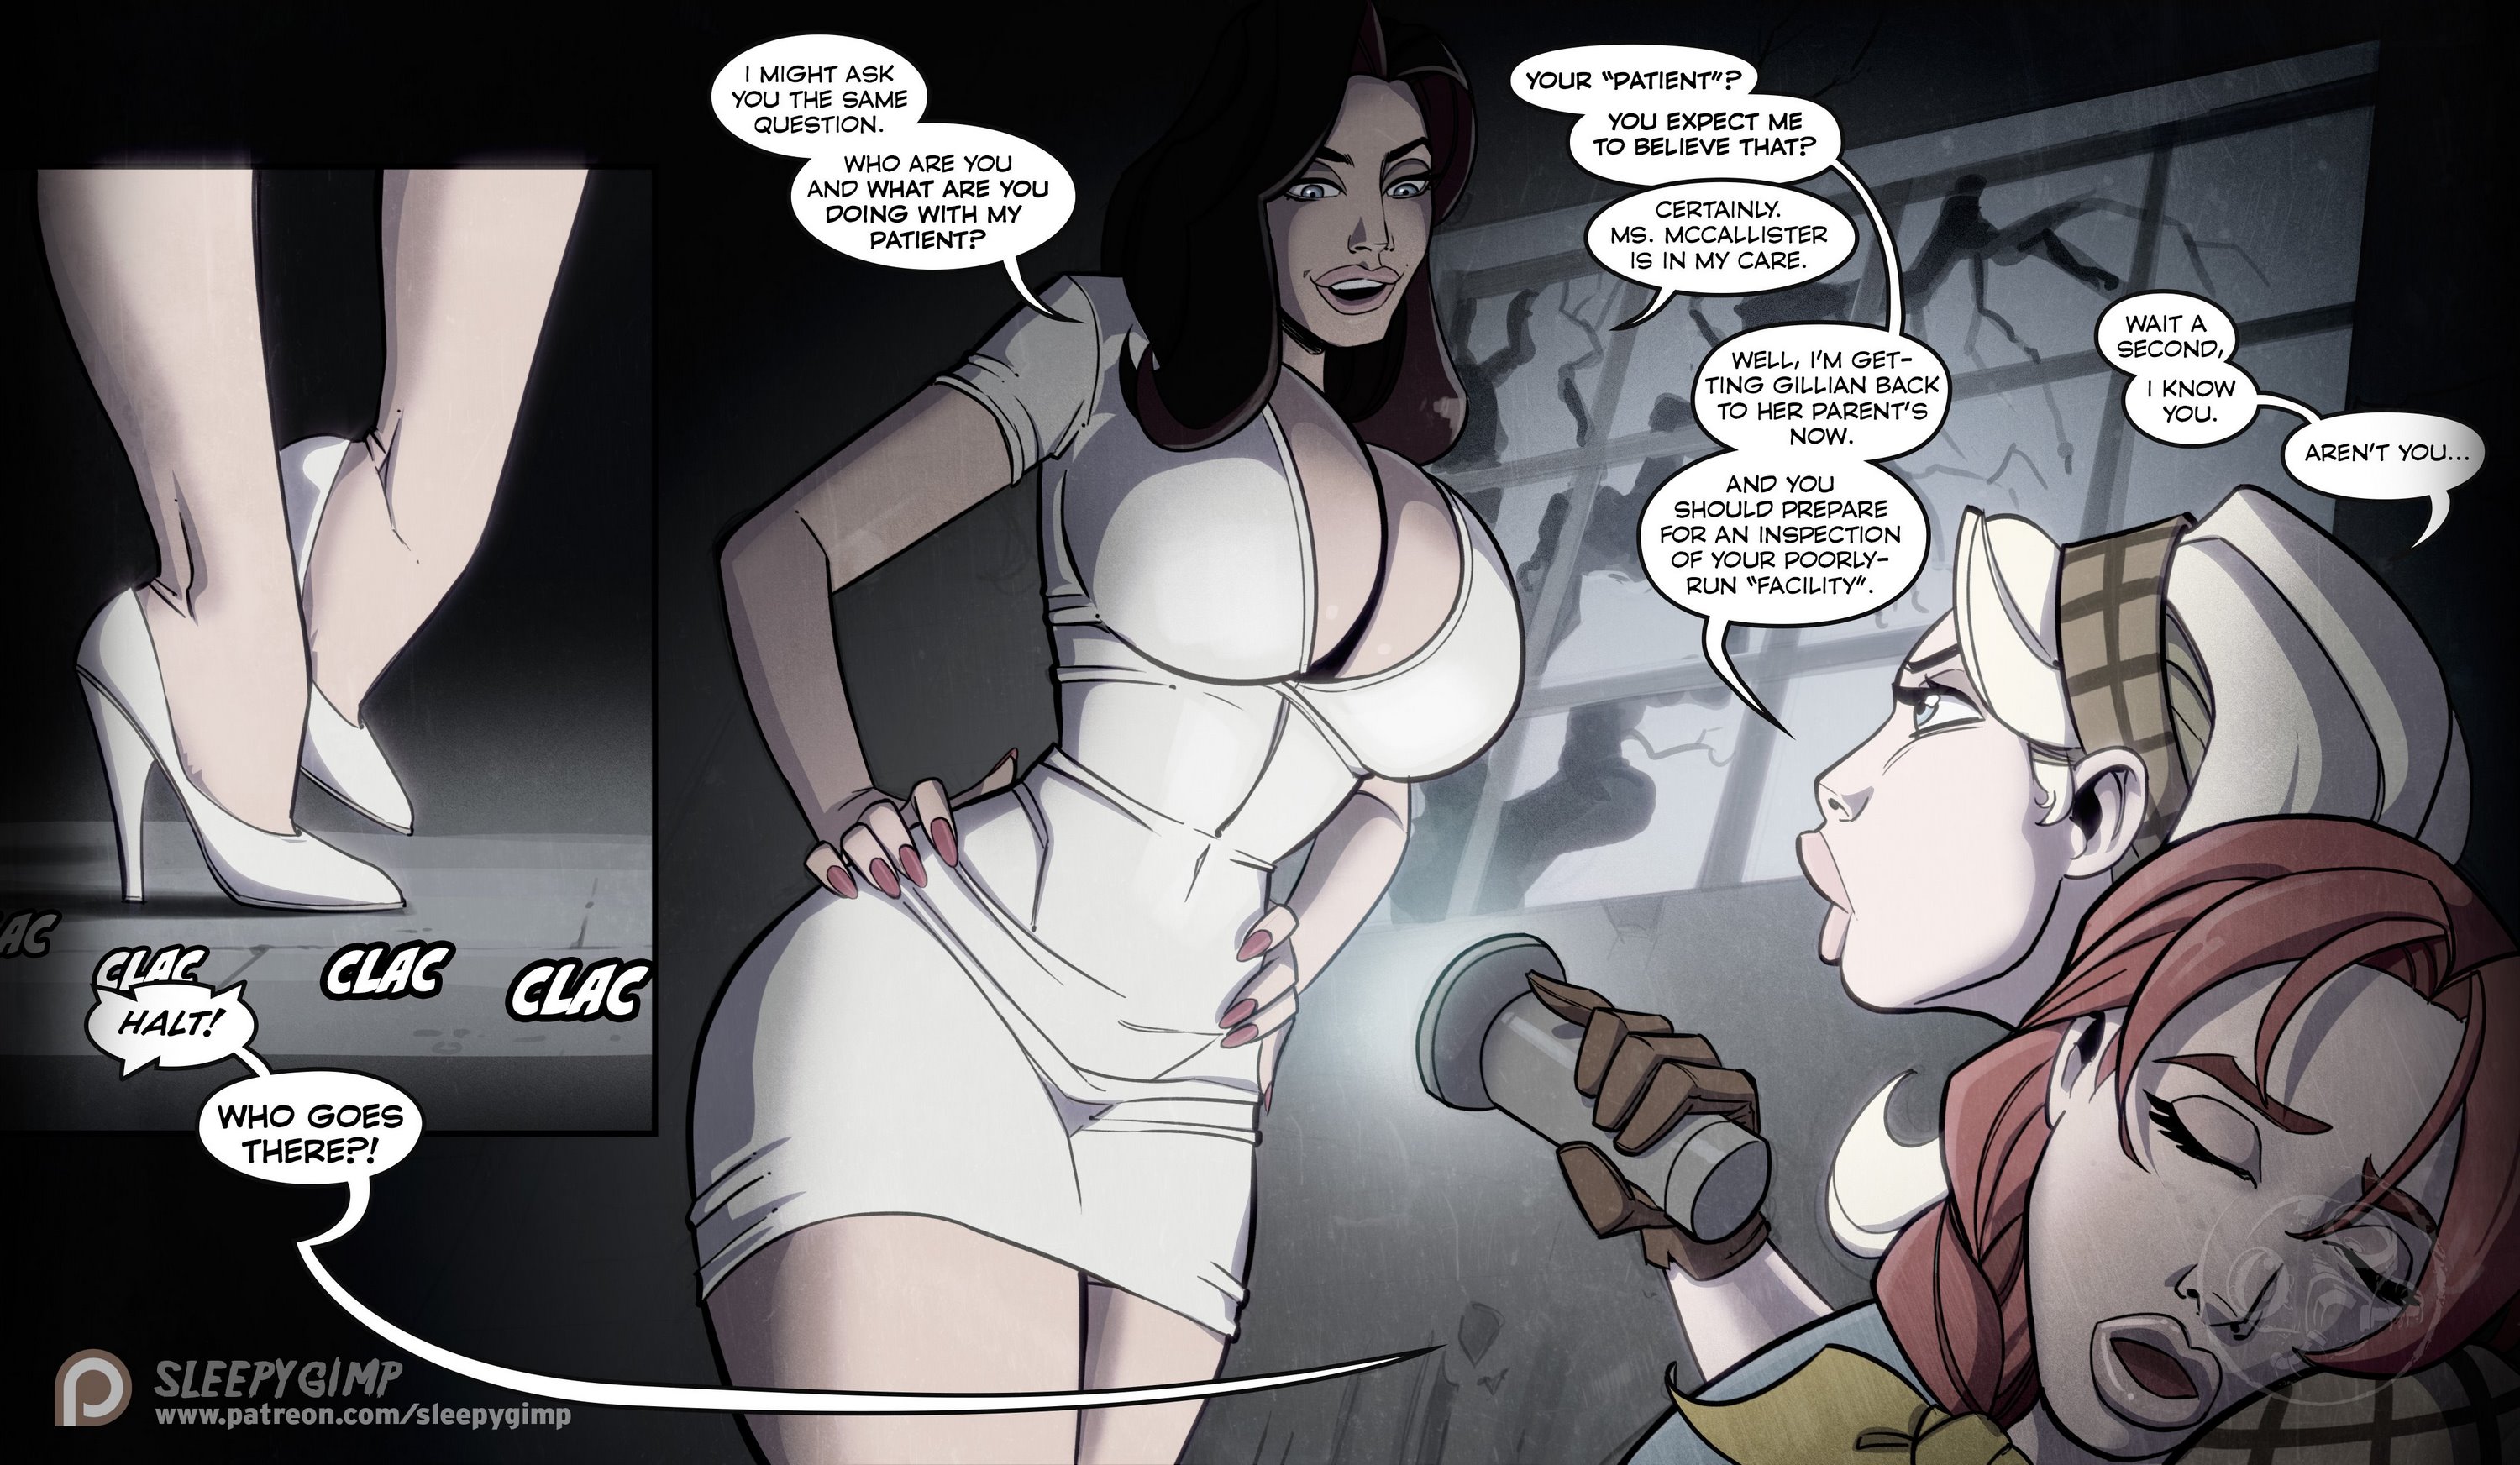 AC
CLAC
CLAC
CLAC
HALT!
WHO GOES
THERE?!
I MIGHT ASK
YOU THE SAME
QUESTION.
WHO ARE YOU
AND WHAT ARE YOU
DOING WITH MY
PATIENT?
YOUR "PATIENT"?
YOU EXPECT ME
TO BELIEVE THAT?
CERTAINLY.
MS. MCCALLISTER
IS IN MY CARE.
WELL, I'M GET-
TING GILLIAN BACK
TO HER PARENT'S
NOW.
AND YOU
SHOULD PREPARE
FOR AN INSPECTION
OF YOUR POORLY-
RUN "FACILITY".
WAIT A
SECOND,
I KNOW
YOU.
AREN'T YOU...
SLEEPYGIMP
www.patreon.com/sleepygimp